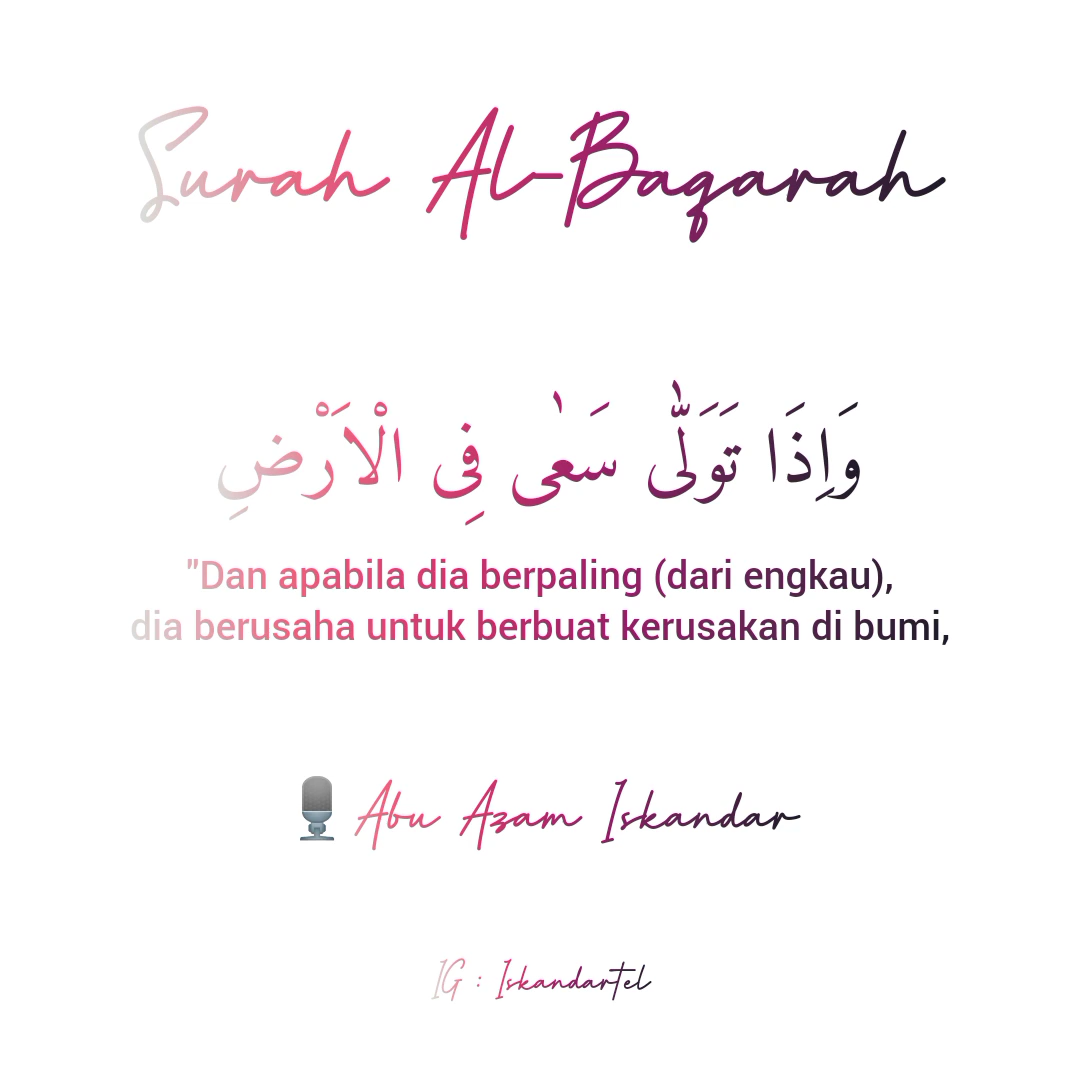 Surah Al-Baqarah
وَاِذَا تَوَلّٰى سَعٰى فِى الْاَرْضِ
"Dan apabila dia berpaling (dari engkau),
dia berusaha untuk berbuat kerusakan di bumi,
Abu Azam Iskandar
IG : Iskandartel